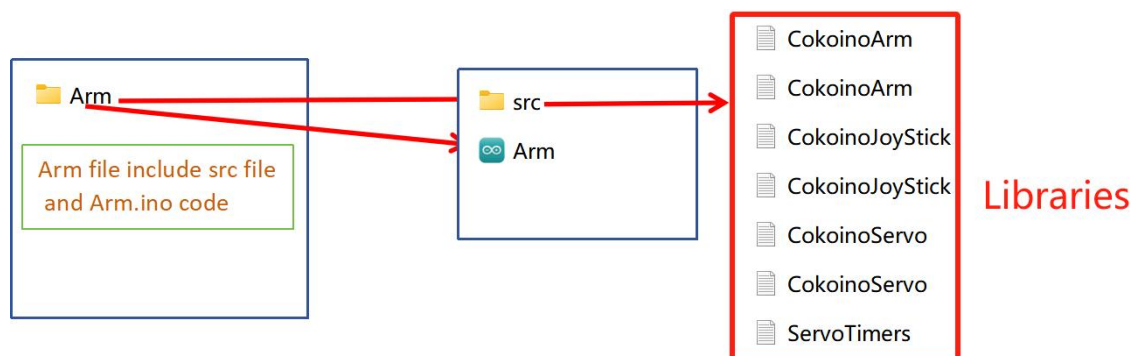 Arm
Arm file include src file
and Arm.ino code
src
Arm
CokoinoArm
CokoinoArm
CokoinoJoyStick
CokoinoJoyStick
CokoinoServo
CokoinoServo
ServoTimers
Libraries